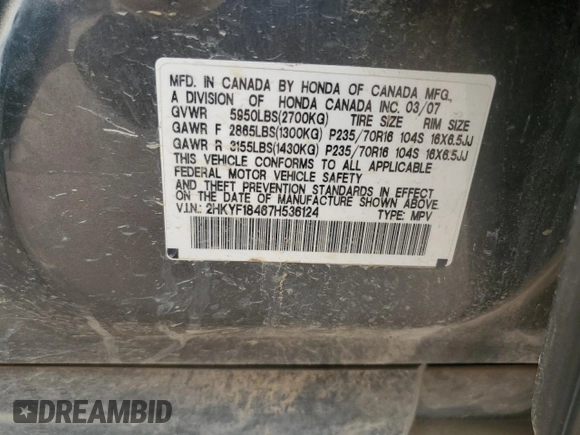 MFD. IN CANADA BY HONDA OF CANADA MFG.,
A DIVISION OF HONDA CANADA INC. 03/07
GVWR 5950LBS(2700KG) TIRE SIZE RIM SIZE
GAWR F 2865LBS(1300KG) P235/70R16 104S 16X6.5JJ
GAWR R 3155LBS(1430KG) P235/70R16 104S 16X6.5JJ
THIS VEHICLE CONFORMS TO ALL APPLICABLE
FEDERAL MOTOR VEHICLE SAFETY
AND THEFT PREVENTION STANDARDS IN EFFECT
ON THE DATE OF MANUFACTURE SHOWN ABOVE.
V.I.N.: 2HKYF18467H536124 TYPE: MPV
DREAMBID